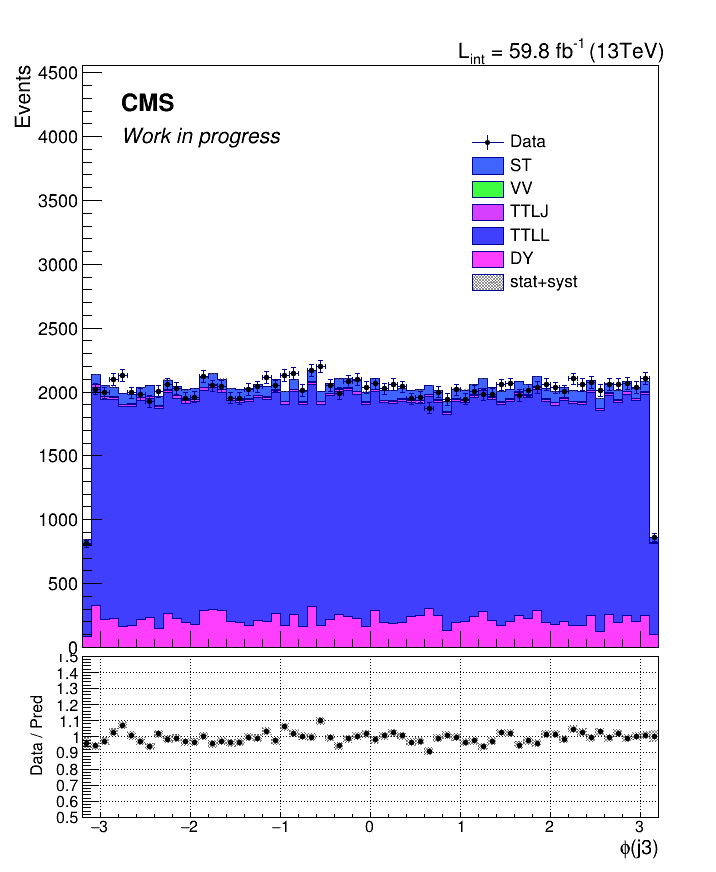 L_int = 59.8 fb^-1 (13TeV)
Events
CMS
Work in progress
Data
ST
VV
TTLJ
TTLL
DY
stat+syst
4500
4000
3500
3000
2500
2000
1500
1000
500
0
Data / Pred
1.5
1.4
1.3
1.2
1.1
1
0.9
0.8
0.7
0.6
0.5
−3 −2 −1 0 1 2 3
ϕ(j3)